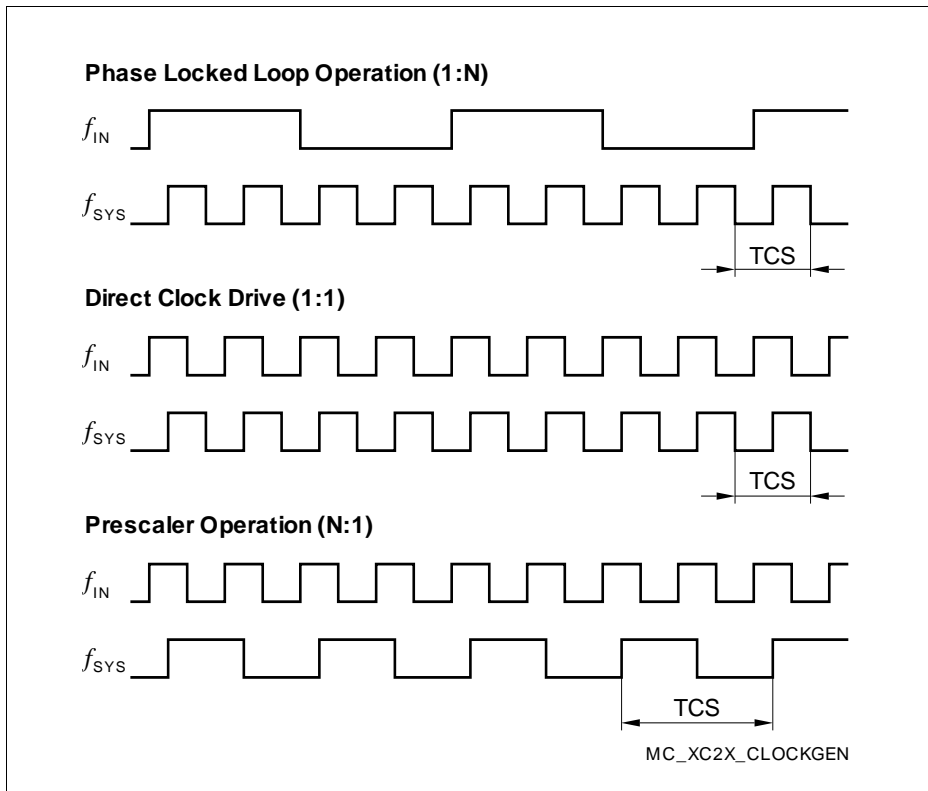 Phase Locked Loop Operation (1:N)
fIN
fSYS
TCS
Direct Clock Drive (1:1)
fIN
fSYS
TCS
Prescaler Operation (N:1)
fIN
fSYS
TCS
MC_XC2X_CLOCKGEN